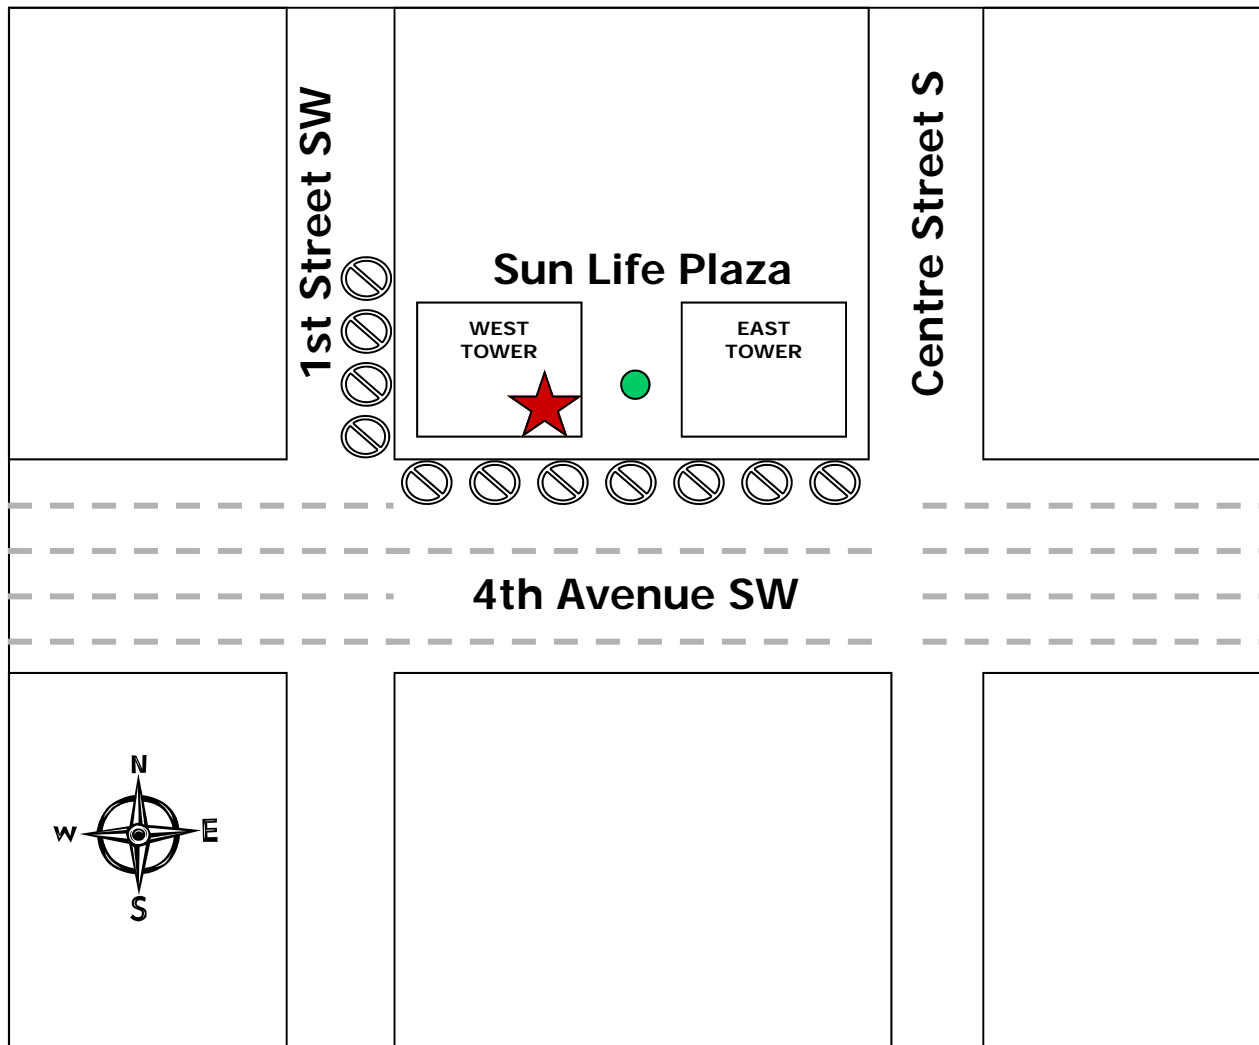 1st Street SW
Centre Street S
Sun Life Plaza
WEST
TOWER
EAST
TOWER
4th Avenue SW
N
W
E
S